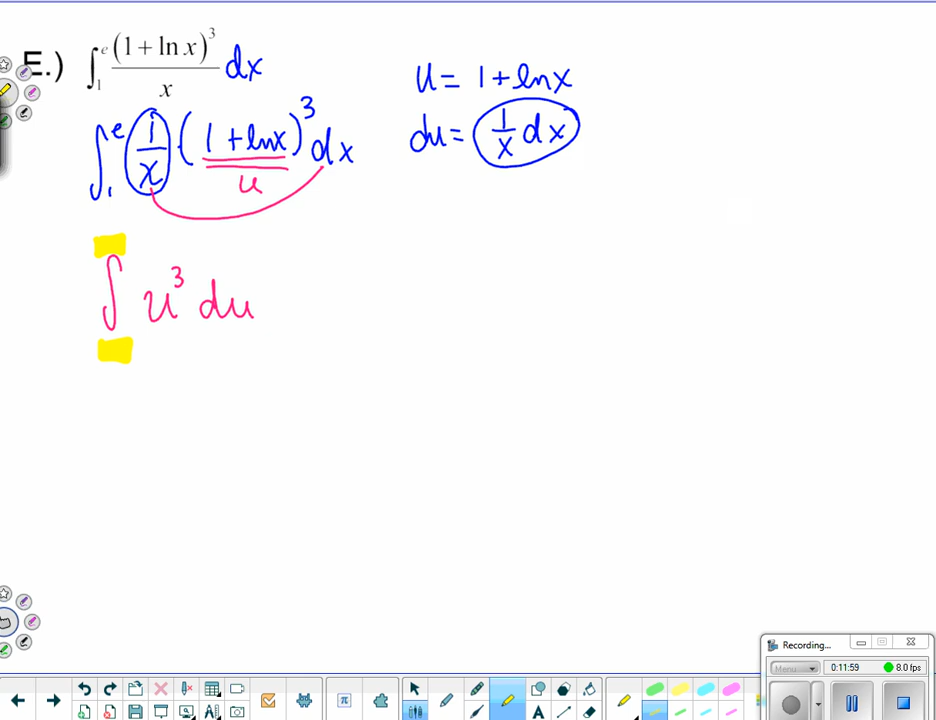 E.) ∫₁ᵉ (1 + ln x)³ / x dx
u = 1 + ln x
du = 1/x dx
∫₁ᵉ 1/x (1 + ln x)³ dx
u
∫ u³ du
Recording...
Menu
0:11:59
8.0 fps
π
A
A